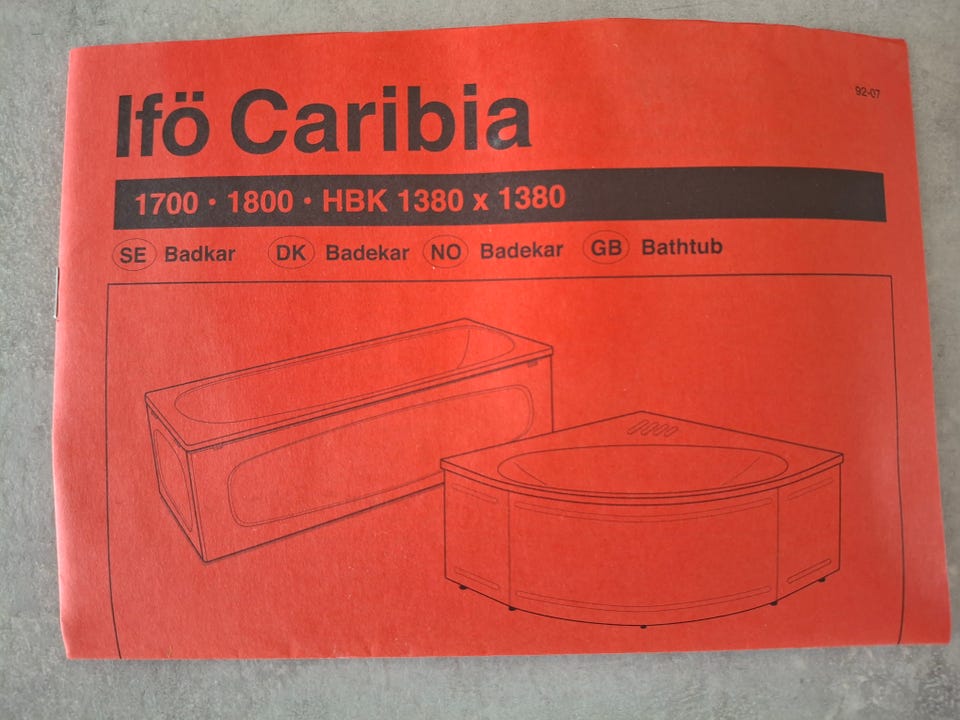 Ifö Caribia
92-07
1700 • 1800 • HBK 1380 x 1380
SE Badkar DK Badekar NO Badekar GB Bathtub